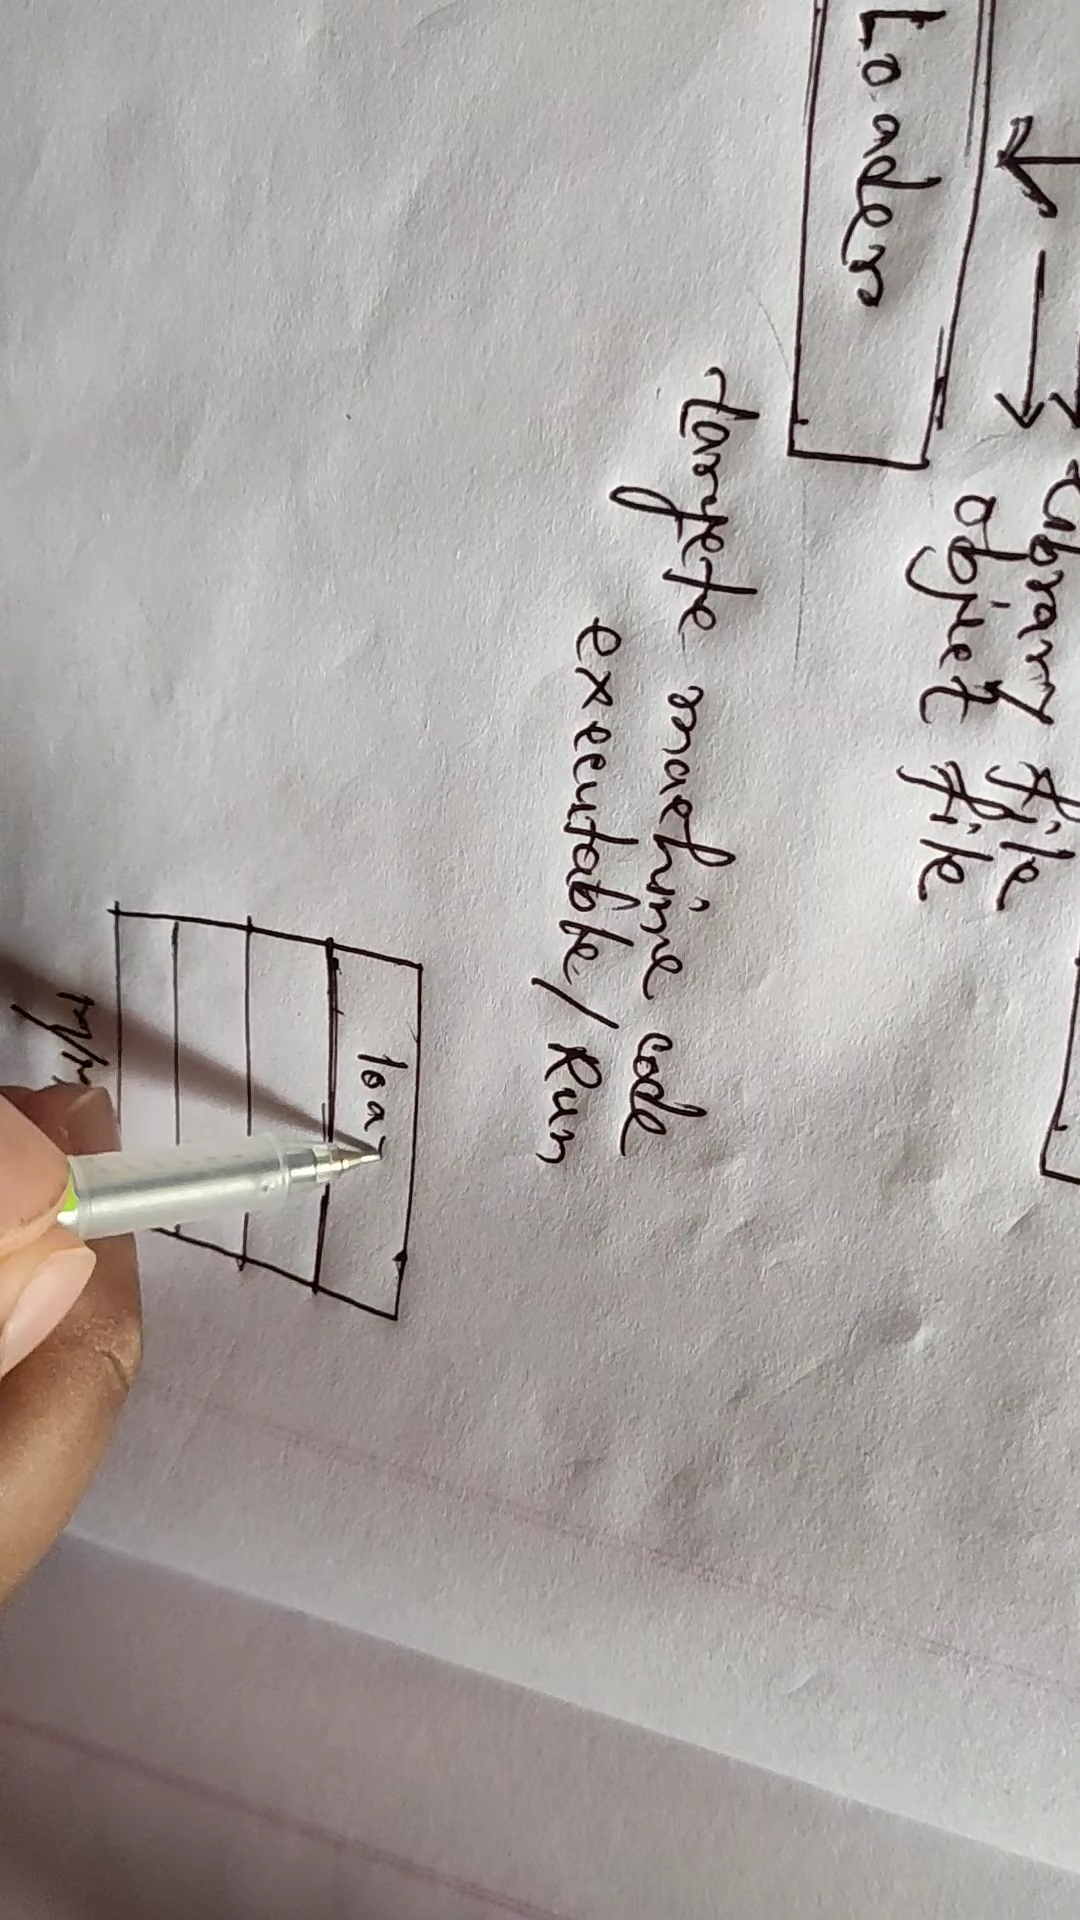 Library file
object file
Loader
targete machine code
executable/Run
loa
M/M